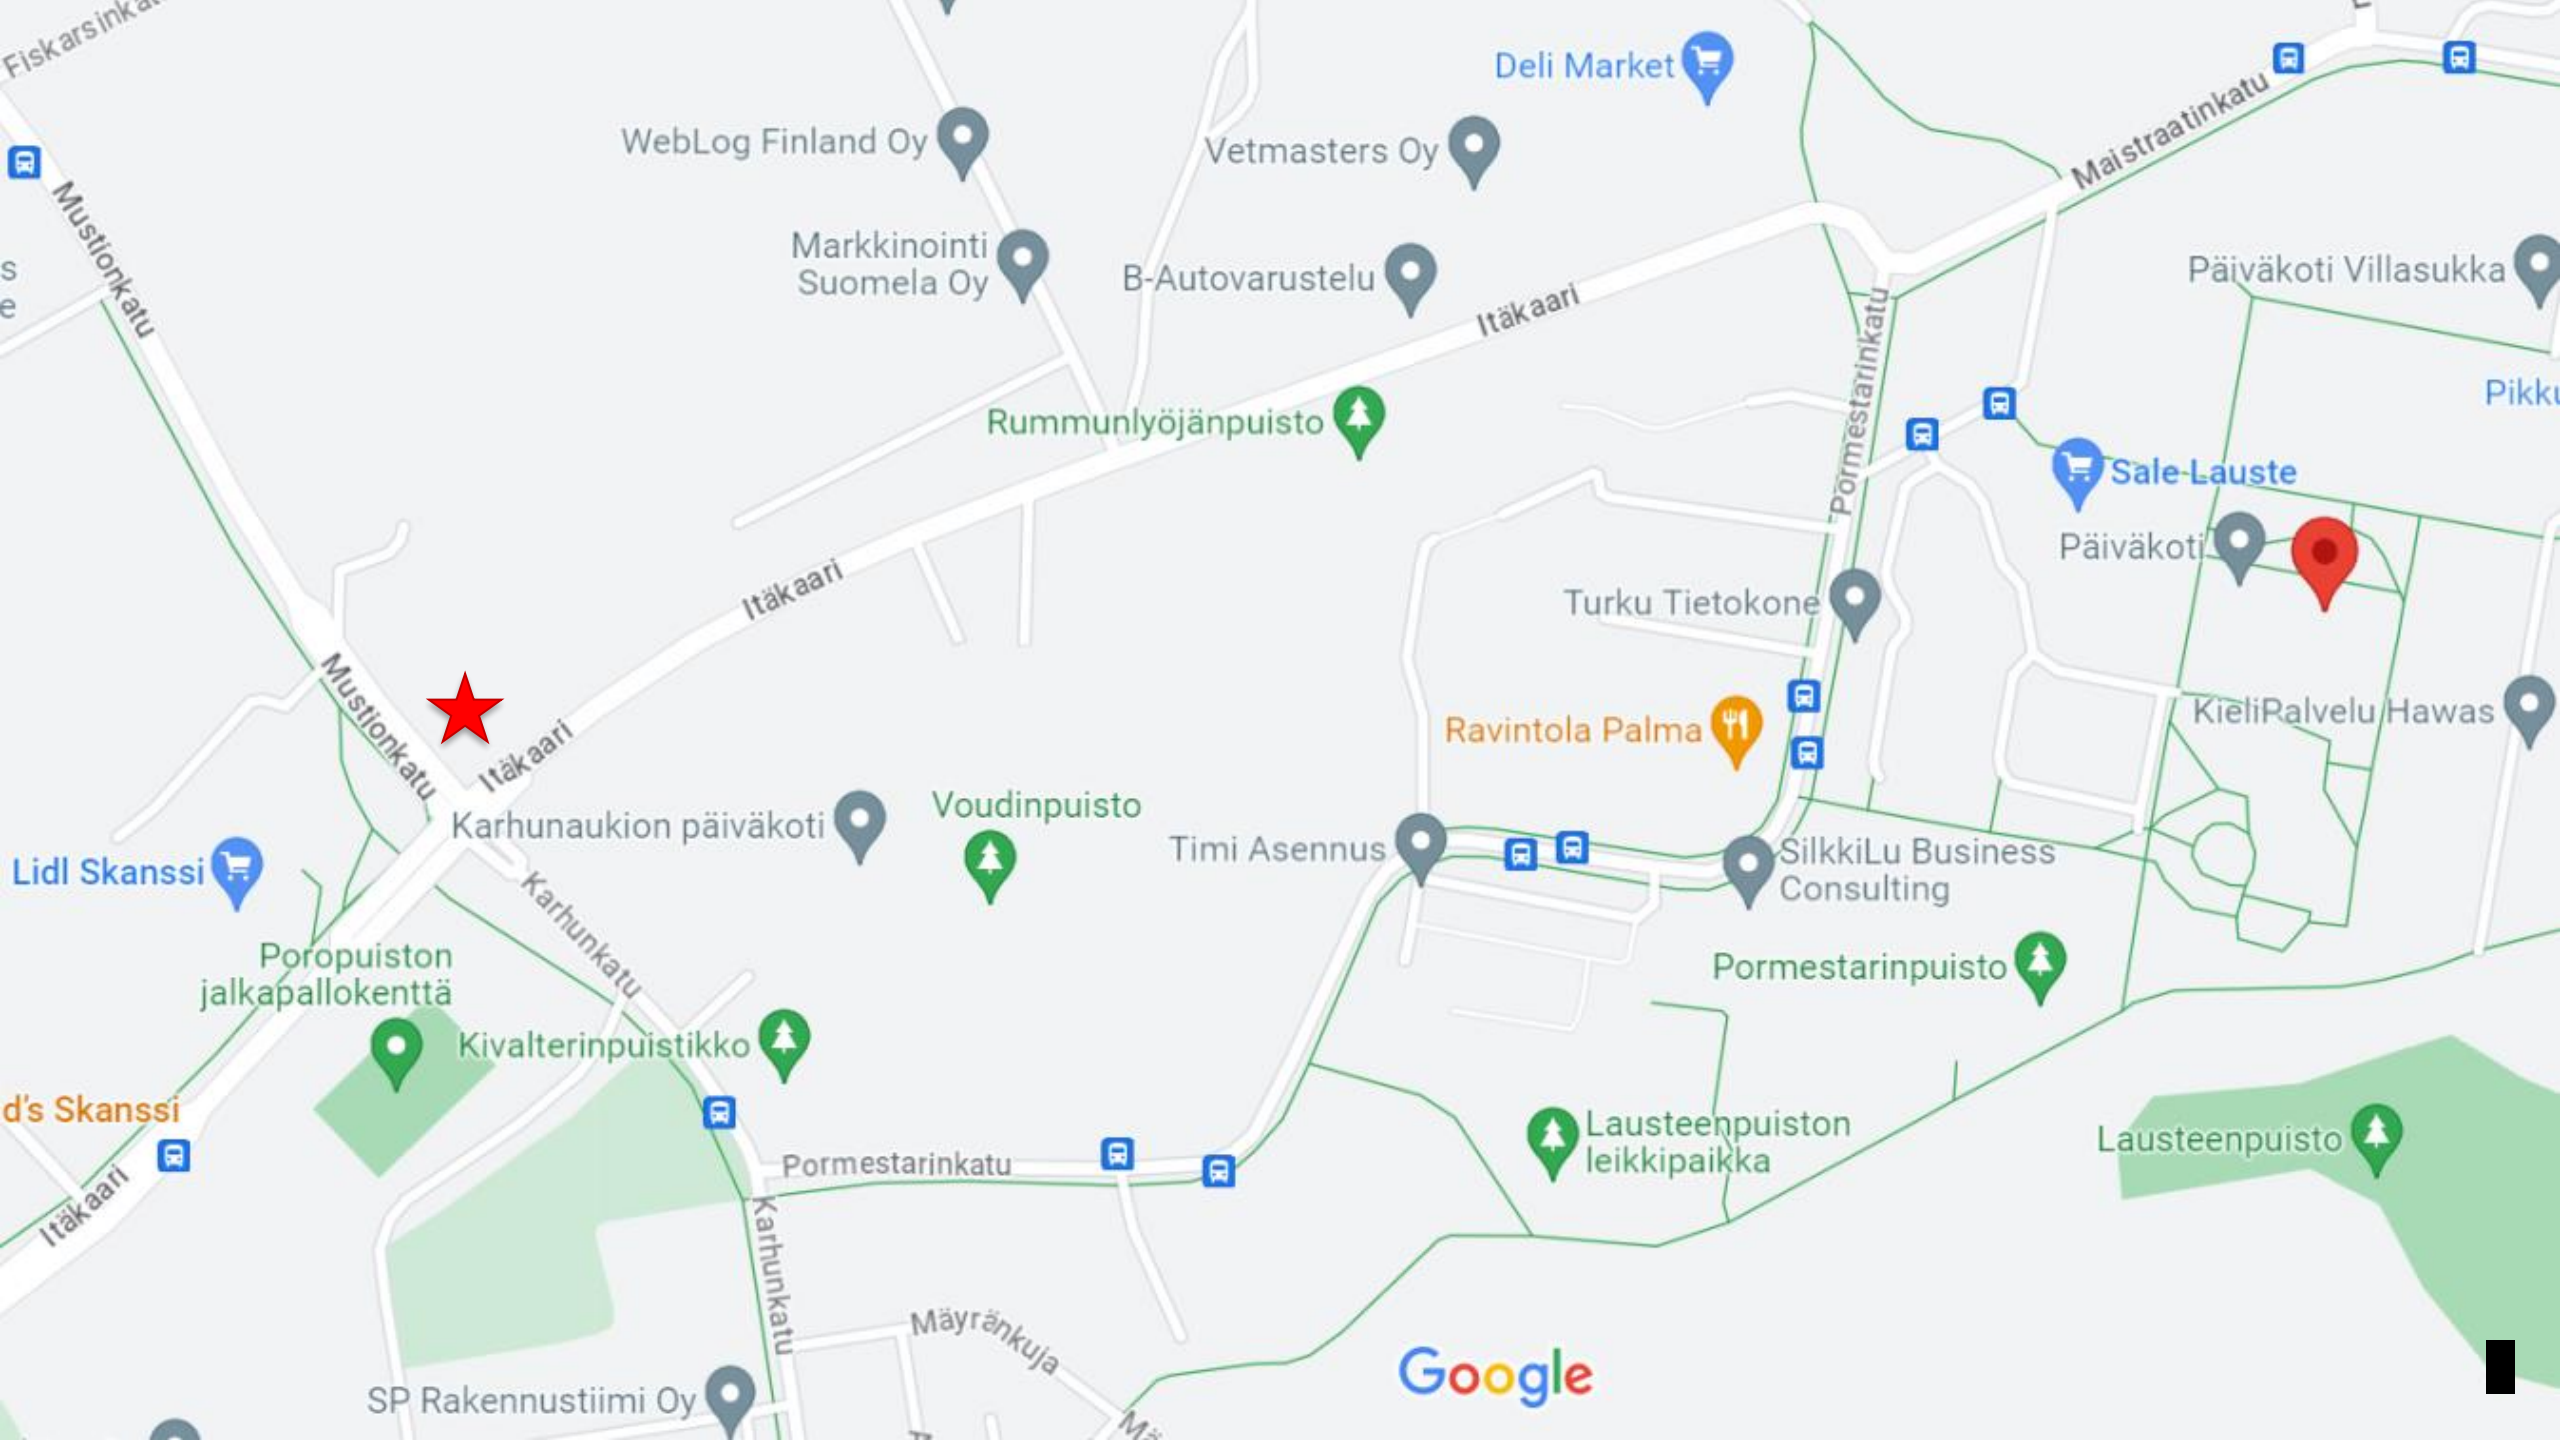 Fiskarsinka
Deli Market
WebLog Finland Oy
Vetmasters Oy
Maistraatinkatu
Mustionkatu
Markkinointi
Suomela Oy
B-Autovarustelu
Päiväkoti Villasukka
s
e
Itäkaari
Pormestarinkatu
Pikku
Rummunlyöjänpuisto
Sale Lauste
Päiväkoti
Itäkaari
Turku Tietokone
Mustionkatu
Itäkaari
Ravintola Palma
KieliPalvelu Hawas
Karhunaukion päiväkoti
Voudinpuisto
Timi Asennus
SilkkiLu Business
Consulting
Lidl Skanssi
Karhunkatu
Poropuiston
jalkapallokenttä
Pormestarinpuisto
Kivalterinpuistikko
d's Skanssi
Lausteenpuiston
leikkipaikka
Lausteenpuisto
Pormestarinkatu
Itäkaari
Karhunkatu
Mäyränkuja
Google
SP Rakennustiimi Oy
Mä